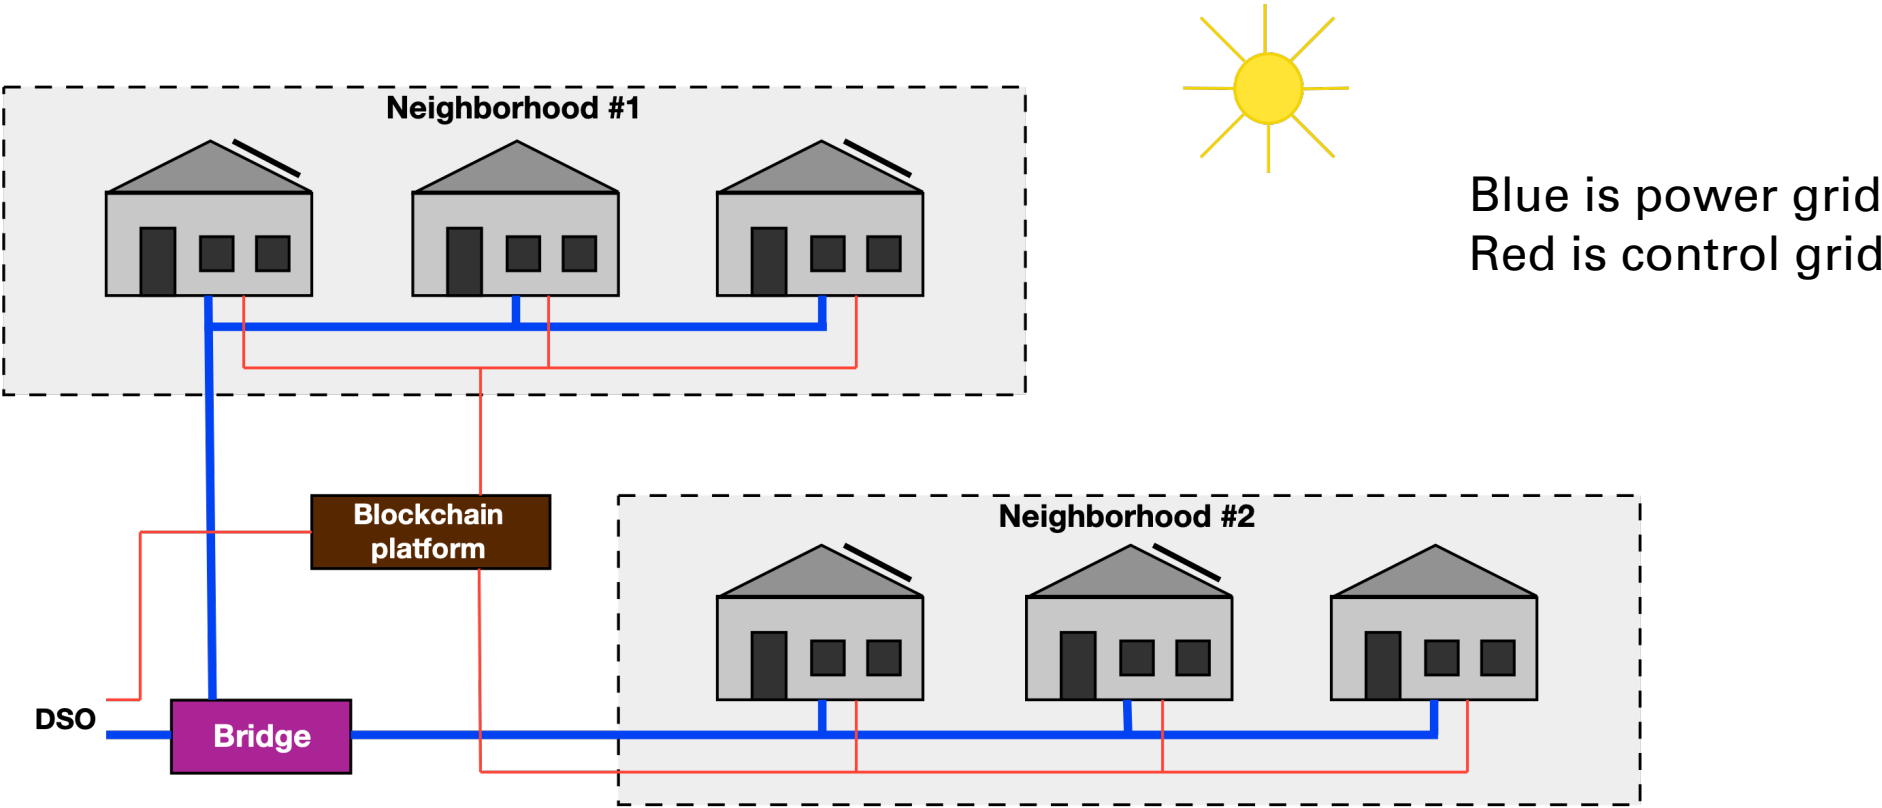 Neighborhood #1
Blue is power grid
Red is control grid
Blockchain
platform
Neighborhood #2
DSO
Bridge